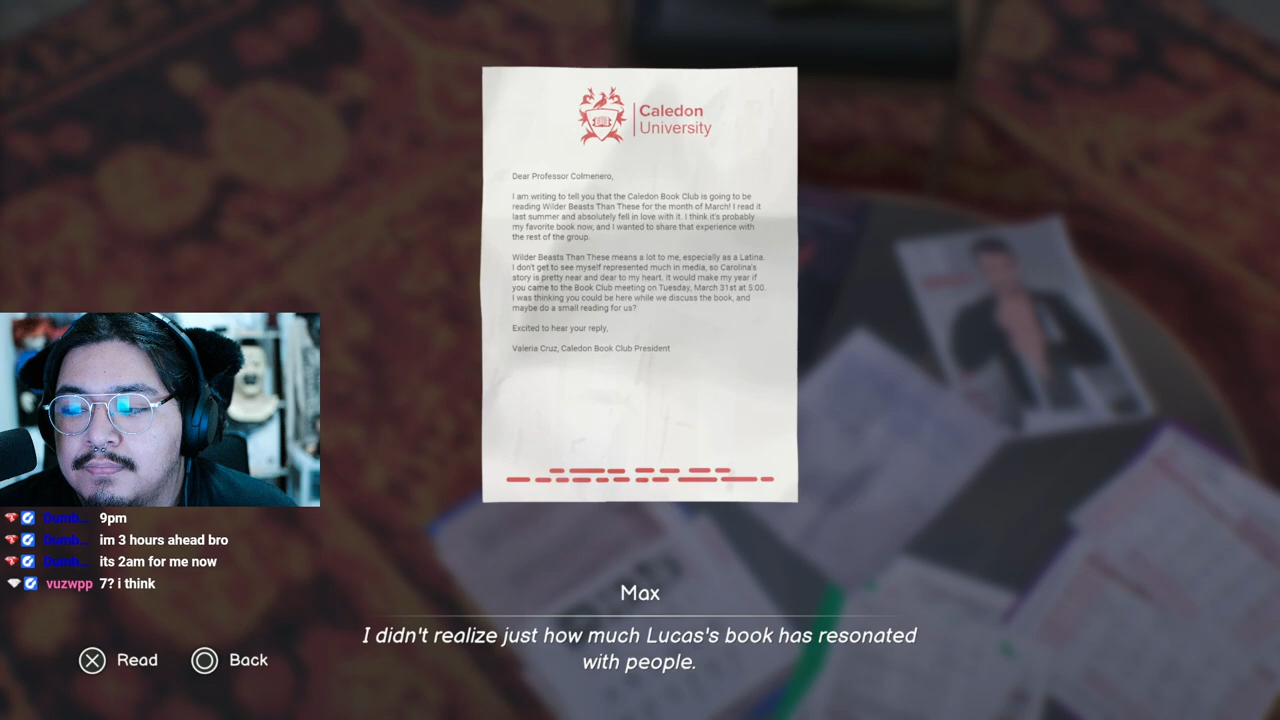 Caledon
University
Dear Professor Colmenero,
I am writing to tell you that the Caledon Book Club is going to be
reading Wilder Beasts Than These for the month of March! I read it
last summer and absolutely fell in love with it. I think it's probably
my favorite book now, and I wanted to share that experience with
the rest of the group.
Wilder Beasts Than These means a lot to me, especially as a Latina.
I don't get to see myself represented much in media, so Carolina's
story is pretty near and dear to my heart. It would make my year if
you came to the Book Club meeting on Tuesday, March 31st at 5:00.
I was thinking you could be here while we discuss the book, and
maybe do a small reading for us?
Excited to hear your reply,
Valeria Cruz, Caledon Book Club President
Dumb... 9pm
Dumb... im 3 hours ahead bro
Dumb... its 2am for me now
vuzwpp 7? i think
Max
I didn't realize just how much Lucas's book has resonated
with people.
Read Back